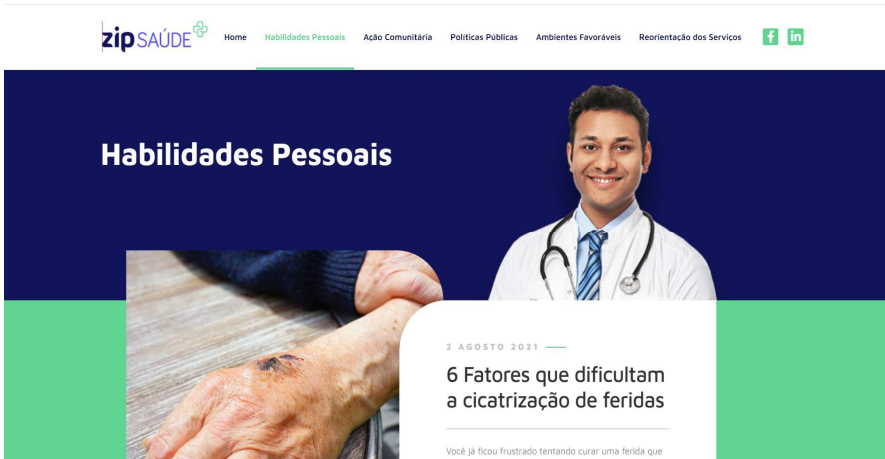 zip SAÚDE
Home Habilidades Pessoais Ação Comunitária Políticas Públicas Ambientes Favoráveis Reorientação dos Serviços f in
Habilidades Pessoais
2 AGOSTO 2021
6 Fatores que dificultam
a cicatrização de feridas
Você já ficou frustrado tentando curar uma ferida que